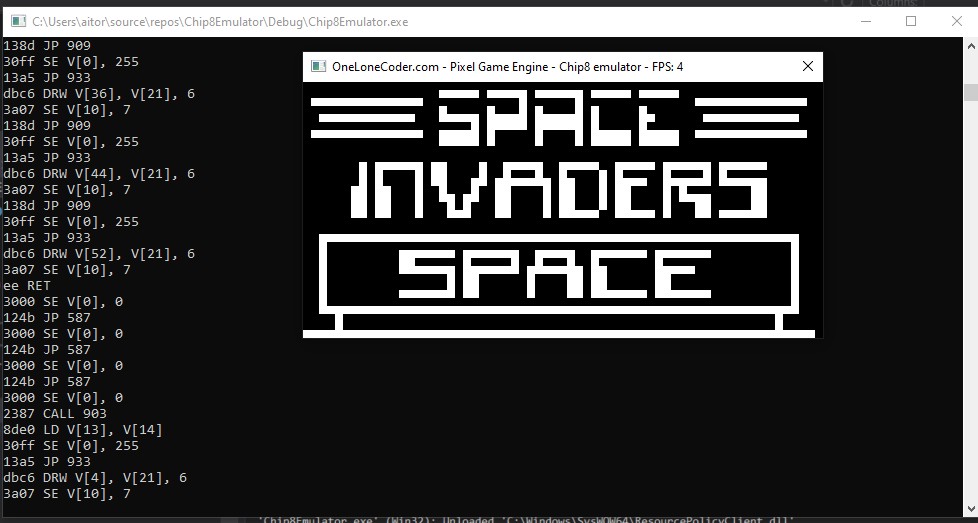 Columns:
C:\Users\aitor\source\repos\Chip8Emulator\Debug\Chip8Emulator.exe
138d JP 909
30ff SE V[0], 255
13a5 JP 933
dbc6 DRW V[36], V[21], 6
3a07 SE V[10], 7
138d JP 909
30ff SE V[0], 255
13a5 JP 933
dbc6 DRW V[44], V[21], 6
3a07 SE V[10], 7
138d JP 909
30ff SE V[0], 255
13a5 JP 933
dbc6 DRW V[52], V[21], 6
3a07 SE V[10], 7
ee RET
3000 SE V[0], 0
124b JP 587
3000 SE V[0], 0
124b JP 587
3000 SE V[0], 0
124b JP 587
3000 SE V[0], 0
2387 CALL 903
8de0 LD V[13], V[14]
30ff SE V[0], 255
13a5 JP 933
dbc6 DRW V[4], V[21], 6
3a07 SE V[10], 7
OneLoneCoder.com - Pixel Game Engine - Chip8 emulator - FPS: 4
SPACE
INVADERS
SPACE
'Chip8Emulator.exe' (Win32): Unloaded 'C:\Windows\SysWOW64\ResourcePolicyClient.dll'